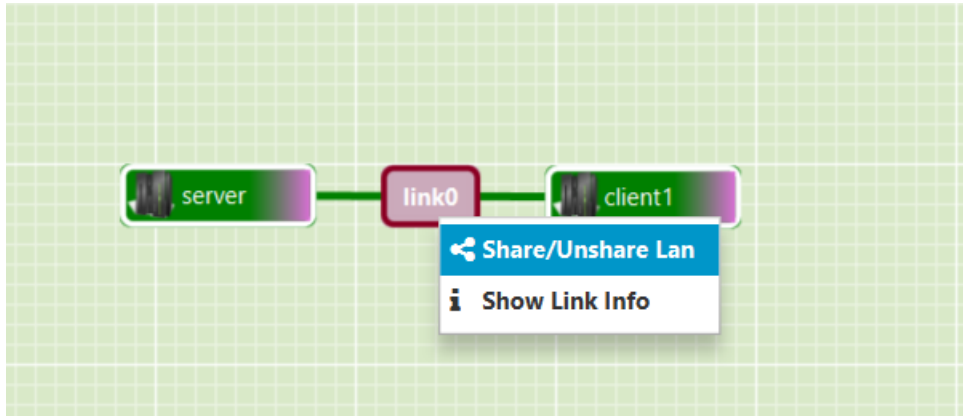 server
link0
client1
Share/Unshare Lan
Show Link Info